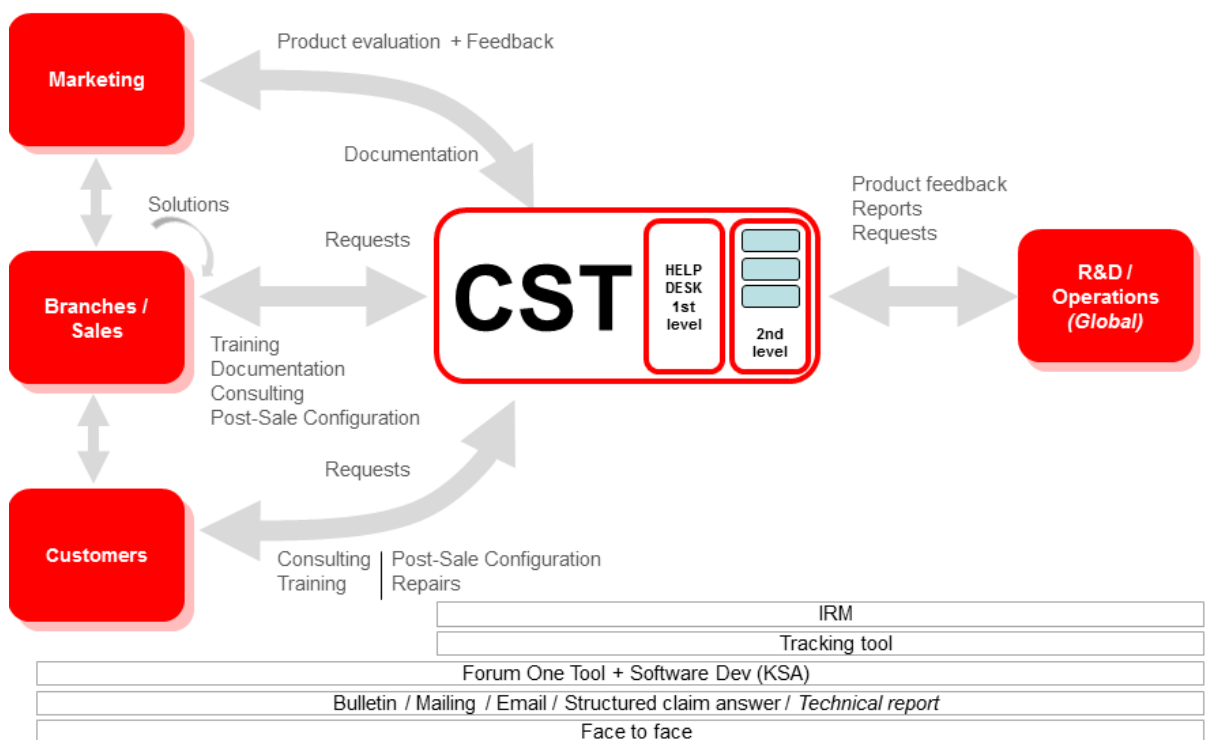 Product evaluation + Feedback
Marketing
Documentation
Solutions
Requests
Product feedback
Reports
Requests
CST
HELP
DESK
1st
level
2nd
level
R&D /
Operations
(Global)
Branches /
Sales
Training
Documentation
Consulting
Post-Sale Configuration
Requests
Customers
Consulting
Training
Post-Sale Configuration
Repairs
IRM
Tracking tool
Forum One Tool + Software Dev (KSA)
Bulletin / Mailing / Email / Structured claim answer / Technical report
Face to face